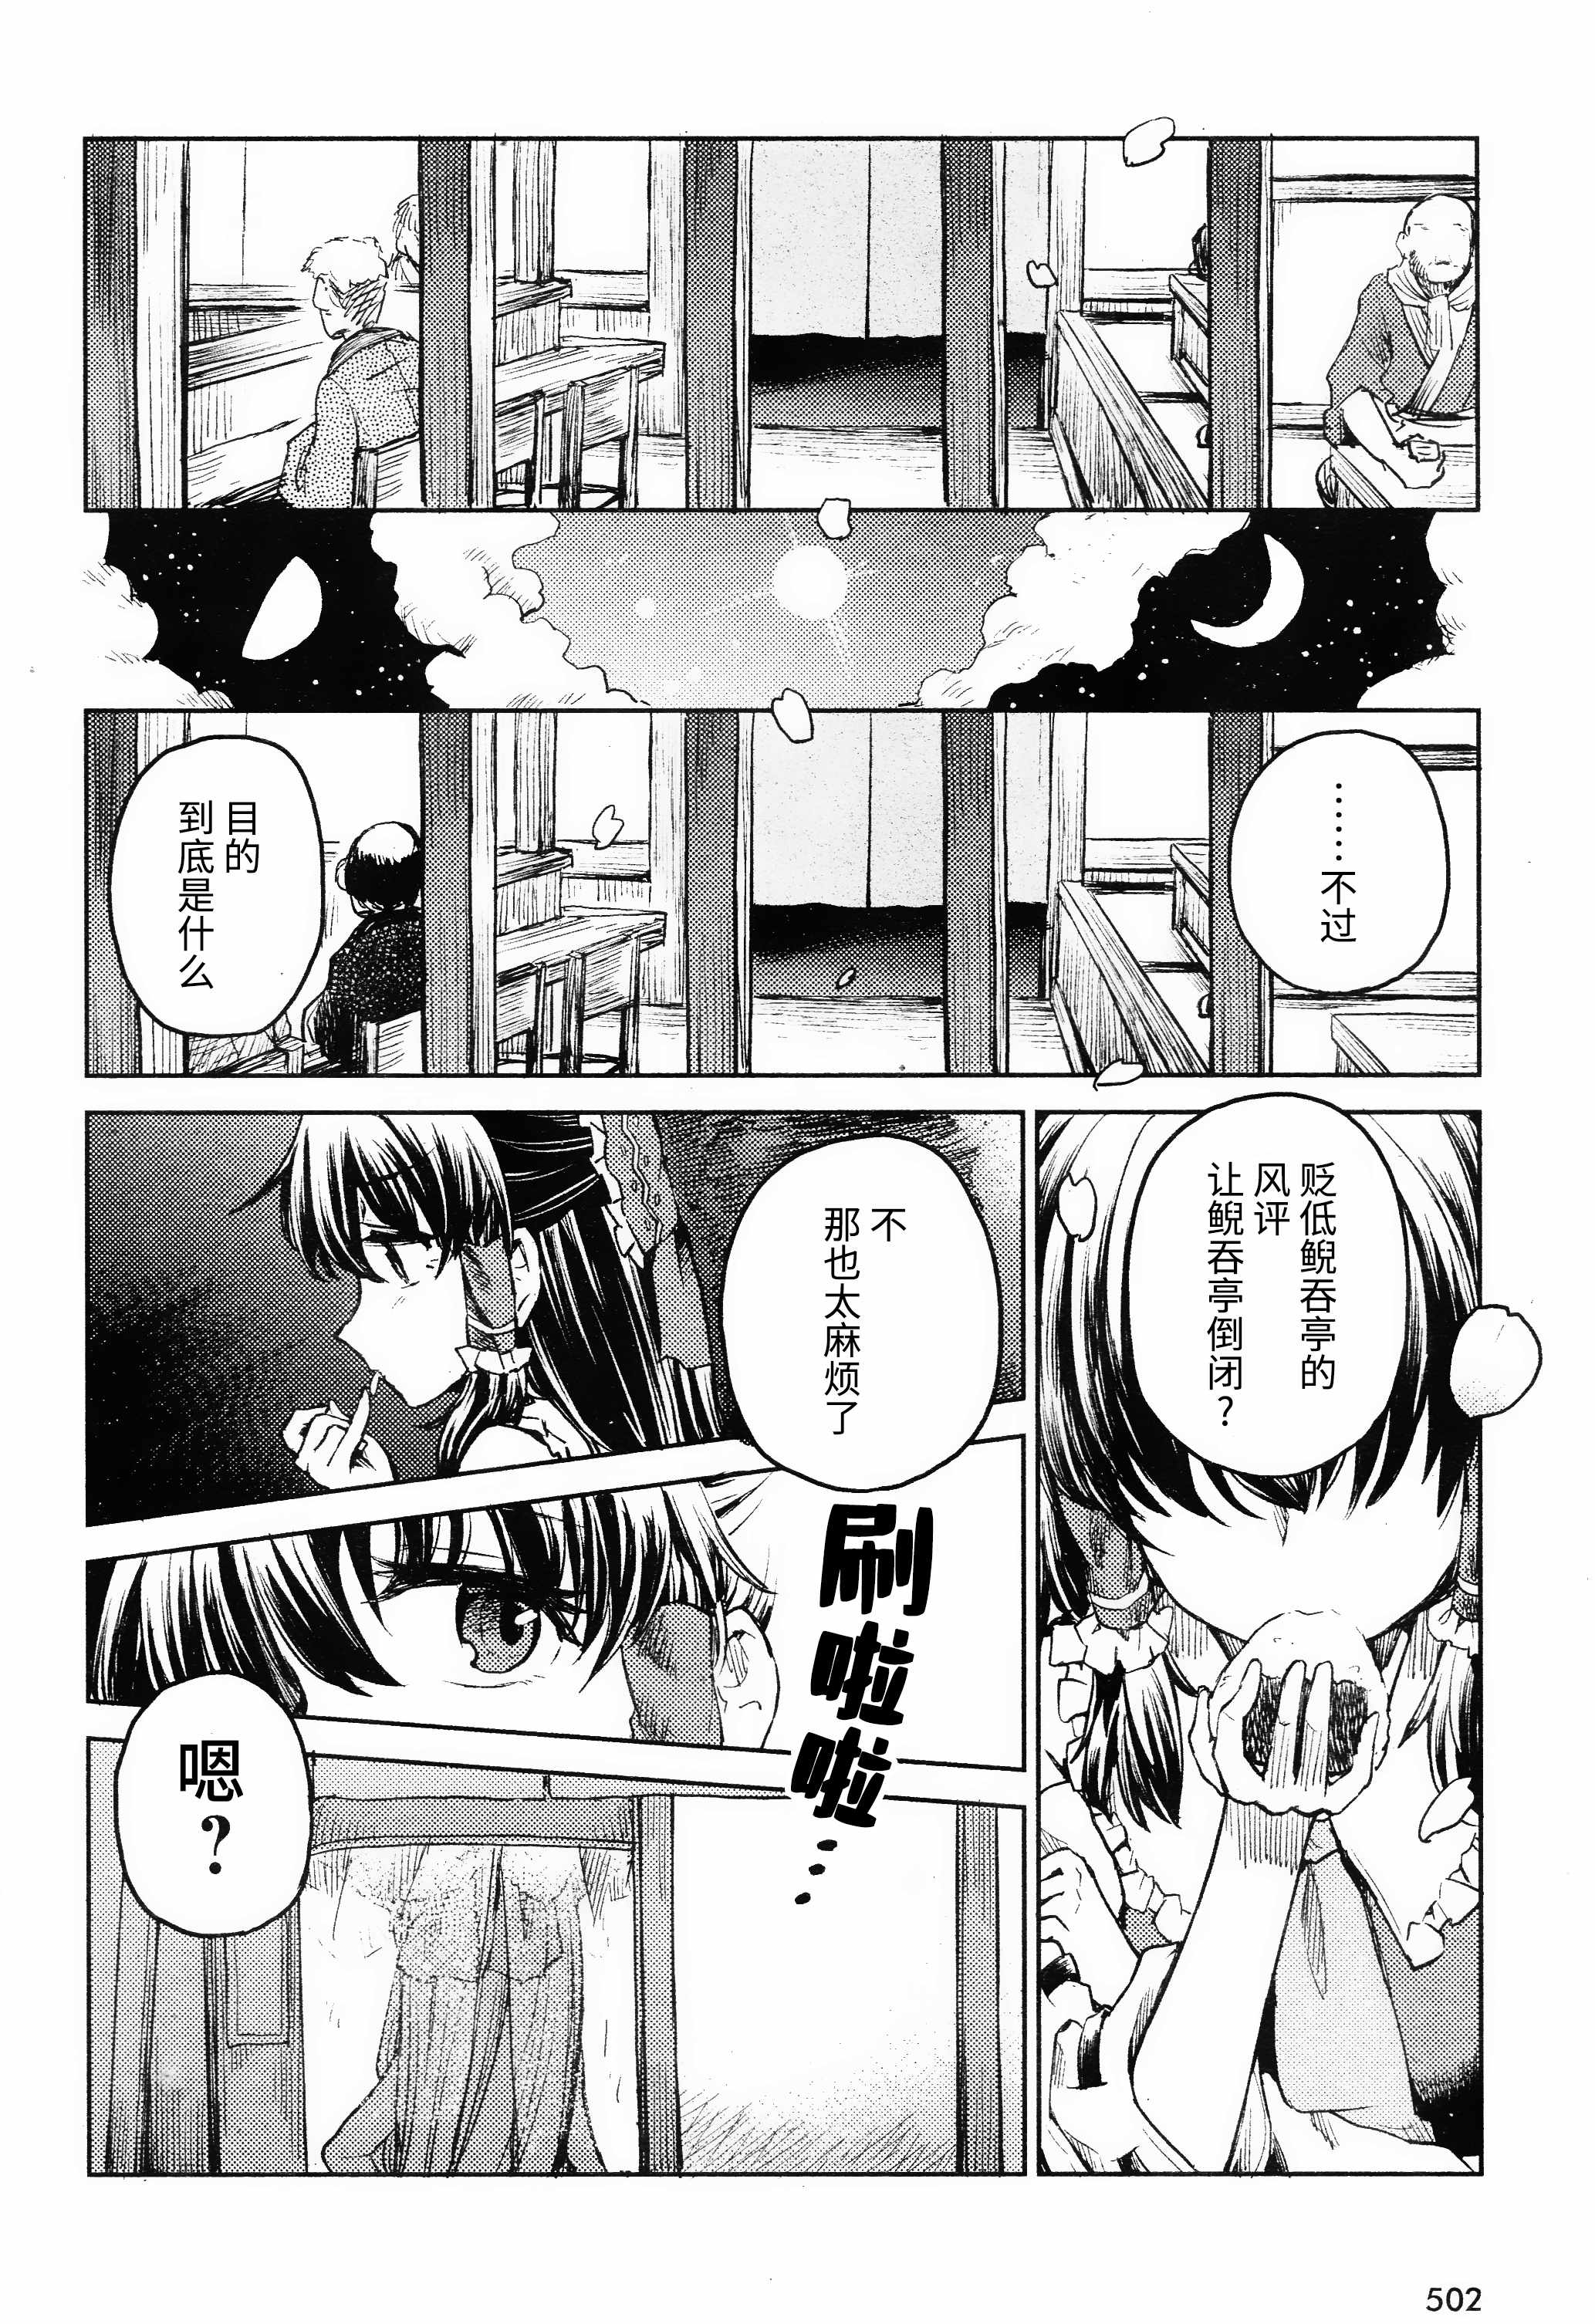 ……不过
目的
到底是什么
贬低鲵吞亭的
风评
让鲵吞亭倒闭？
不
那也太麻烦了
刷啦啦…
嗯？
502